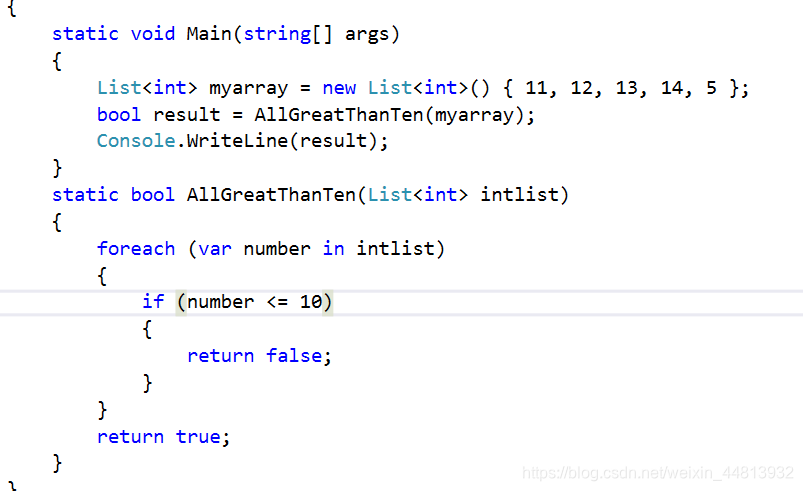 {
    static void Main(string[] args)
    {
        List<int> myarray = new List<int>() { 11, 12, 13, 14, 5 };
        bool result = AllGreatThanTen(myarray);
        Console.WriteLine(result);
    }
    static bool AllGreatThanTen(List<int> intlist)
    {
        foreach (var number in intlist)
        {
            if (number <= 10)
            {
                return false;
            }
        }
        return true;
    }
}
https://blog.csdn.net/weixin_44813932